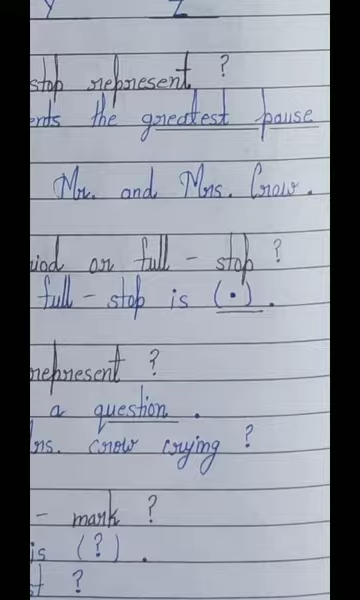 Y Z
stop represent ?
ents the greatest pause
Mr. and Mrs. Crow.
riod or full - stop ?
full - stop is (.) .
represent ?
a question .
rs. crow crying ?
- mark ?
is (?) .
t ?